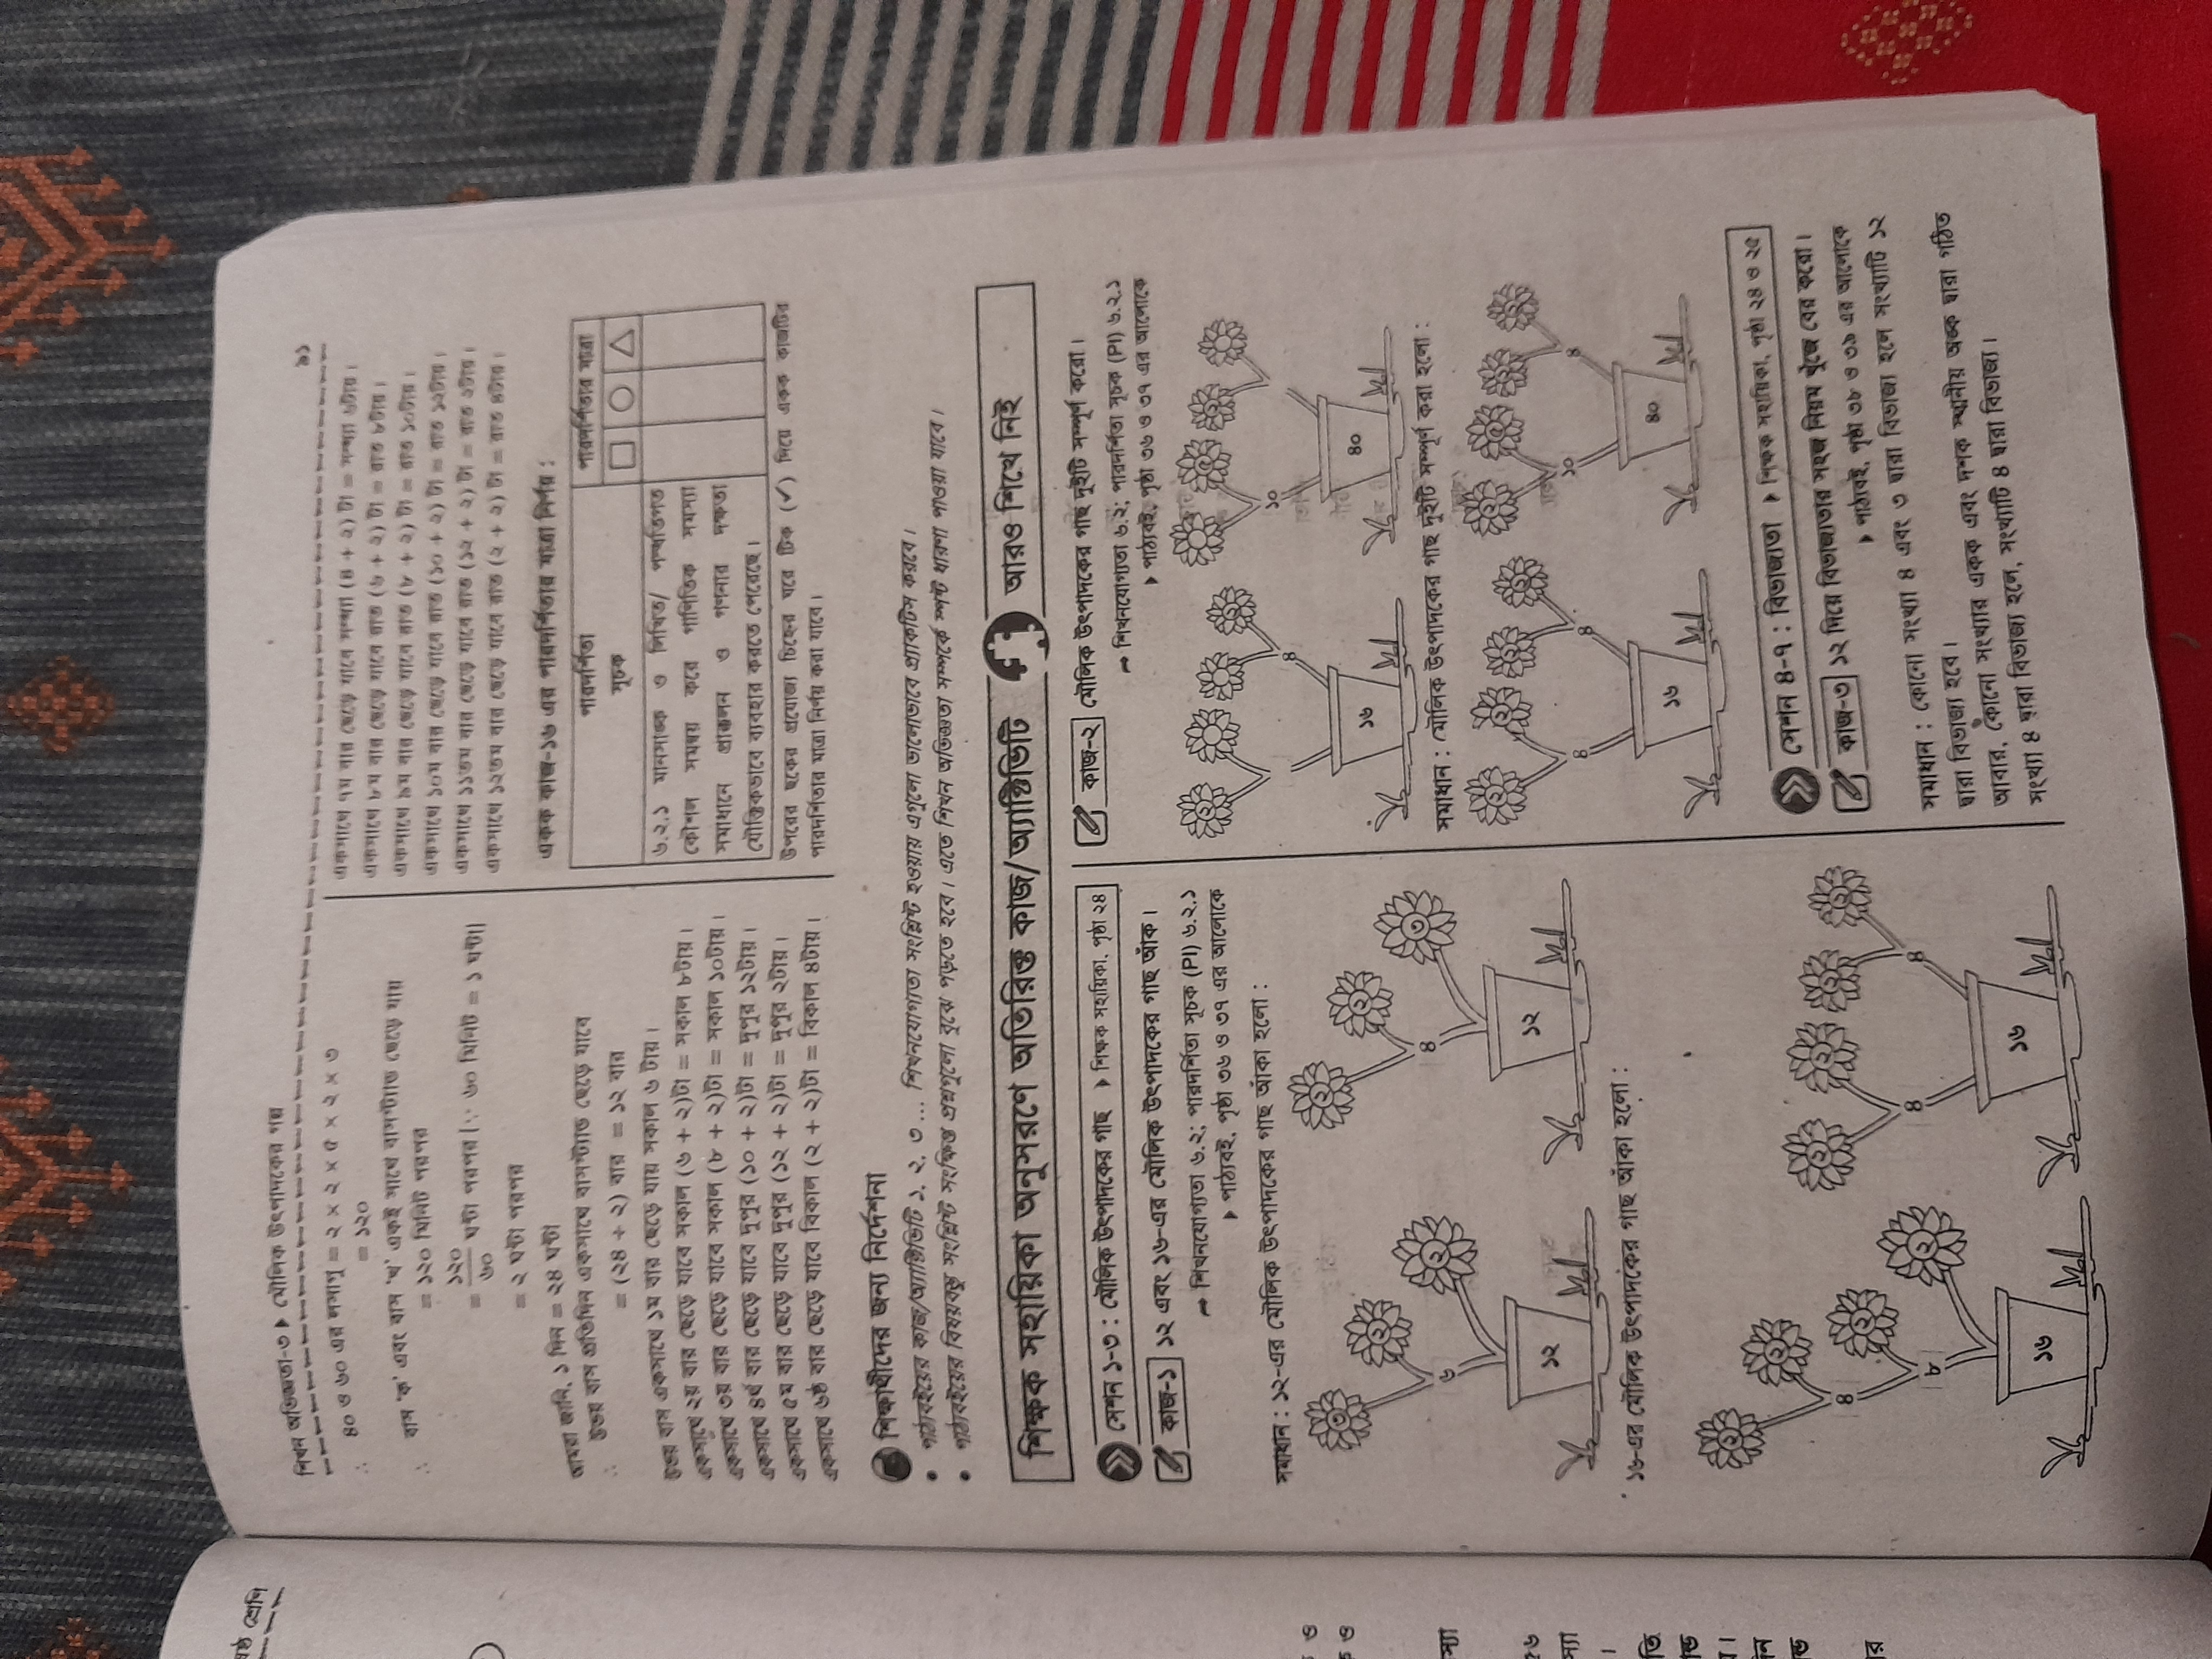 ষষ্ঠ শ্রেণি
শিখন অভিজ্ঞতা-৩ ▶ মৌলিক উৎপাদকের গল্প
৯১
∴ ৪০ ও ৬০ এর লসাগু = ২ × ২ × ৫ × ২ × ৩
= ১২০
∴ বাস ‘ক’ এবং বাস ‘খ’ একই সাথে বাসস্ট্যান্ড ছেড়ে যায়
= ১২০ মিনিট পরপর
= ১২০/৬০ ঘণ্টা পরপর [∵ ৬০ মিনিট = ১ ঘণ্টা]
= ২ ঘণ্টা পরপর
আমরা জানি, ১ দিন = ২৪ ঘণ্টা
∴ উভয় বাস প্রতিদিন একসাথে বাসস্ট্যান্ড ছেড়ে যাবে
= (২৪ ÷ ২) বার = ১২ বার
উভয় বাস একসাথে ১ম বার ছেড়ে যায় সকাল ৬ টায়।
একসাথে ২য় বার ছেড়ে যাবে সকাল (৬ + ২)টা = সকাল ৮টায়।
একসাথে ৩য় বার ছেড়ে যাবে সকাল (৮ + ২)টা = সকাল ১০টায়।
একসাথে ৪র্থ বার ছেড়ে যাবে দুপুর (১০ + ২)টা = দুপুর ১২টায়।
একসাথে ৫ম বার ছেড়ে যাবে দুপুর (১২ + ২)টা = দুপুর ২টায়।
একসাথে ৬ষ্ঠ বার ছেড়ে যাবে বিকাল (২ + ২)টা = বিকাল ৪টায়।
একসাথে ৭ম বার ছেড়ে যাবে সন্ধ্যা (৪ + ২) টা = সন্ধ্যা ৬টায়।
একসাথে ৮ম বার ছেড়ে যাবে রাত (৬ + ২) টা = রাত ৮টায়।
একসাথে ৯ম বার ছেড়ে যাবে রাত (৮ + ২) টা = রাত ১০টায়।
একসাথে ১০ম বার ছেড়ে যাবে রাত (১০ + ২) টা = রাত ১২টায়।
একসাথে ১১তম বার ছেড়ে যাবে রাত (১২ + ২) টা = রাত ২টায়।
একসাথে ১২তম বার ছেড়ে যাবে রাত (২ + ২) টা = রাত ৪টায়।
একক কাজ-১৬ এর পারদর্শিতার মাত্রা নির্ণয় :
পারদর্শিতা
সূচক
পারদর্শিতার মাত্রা
৬.২.১ মানসাঙ্ক ও লিখিত/ পদ্ধতিগত
কৌশল সমন্বয় করে গাণিতিক সমস্যা
সমাধানে প্রাক্কলন ও গণনার দক্ষতা
যৌক্তিকভাবে ব্যবহার করতে পেরেছে।
উপরের ছকের প্রযোজ্য চিহ্নের ঘরে টিক (✓) দিয়ে একক কাজটির
পারদর্শিতার মাত্রা নির্ণয় করা যাবে।
শিক্ষার্থীদের জন্য নির্দেশনা
• পাঠ্যবইয়ের কাজ/অ্যাক্টিভিটি ১, ২, ৩ ... শিখনযোগ্যতা সংশ্লিষ্ট হওয়ায় এগুলো ভালোভাবে প্র্যাকটিস করবে।
• পাঠ্যবইয়ের বিষয়বস্তু সংশ্লিষ্ট সংক্ষিপ্ত প্রশ্নগুলো বুঝে পড়তে হবে। এতে শিখন অভিজ্ঞতা সম্পর্কে স্পষ্ট ধারণা পাওয়া যাবে।
শিক্ষক সহায়িকা অনুসরণে অতিরিক্ত কাজ/অ্যাক্টিভিটি আরও শিখে নিই
সেশন ১-৩ : মৌলিক উৎপাদকের গাছ ▶ শিক্ষক সহায়িকা, পৃষ্ঠা ২৪
কাজ-১ ১২ এবং ১৬-এর মৌলিক উৎপাদকের গাছ আঁক।
➡ শিখনযোগ্যতা ৬.২; পারদর্শিতা সূচক (PI) ৬.২.১
▶ পাঠ্যবই, পৃষ্ঠা ৩৬ ও ৩৭ এর আলোকে
সমাধান : ১২-এর মৌলিক উৎপাদকের গাছ আঁকা হলো :
৩ ২ ২ ৬ ১২
২ ২ ৩ ৪ ১২
১৬-এর মৌলিক উৎপাদকের গাছ আঁকা হলো :
২ ২ ৪ ২ ৮ ২ ১৬
২ ২ ২ ২ ৪ ৪ ১৬
কাজ-২ মৌলিক উৎপাদকের গাছ দুইটি সম্পূর্ণ করো।
➡ শিখনযোগ্যতা ৬.২; পারদর্শিতা সূচক (PI) ৬.২.১
▶ পাঠ্যবই, পৃষ্ঠা ৩৬ ও ৩৭ এর আলোকে
২ ২ ৪ ১৬
৫ ২ ১০ ৪০
সমাধান : মৌলিক উৎপাদকের গাছ দুইটি সম্পূর্ণ করা হলো :
২ ২ ২ ২ ৪ ৪ ১৬
২ ৫ ২ ২ ১০ ৪ ৪০
সেশন ৪-৭ : বিভাজ্যতা ▶ শিক্ষক সহায়িকা, পৃষ্ঠা ২৪ ও ২৫
কাজ-৩ ১২ দিয়ে বিভাজ্যতার সহজ নিয়ম খুঁজে বের করো।
▶ পাঠ্যবই, পৃষ্ঠা ৩৮ ও ৩৯ এর আলোকে
সমাধান : কোনো সংখ্যা ৪ এবং ৩ দ্বারা বিভাজ্য হলে সংখ্যাটি ১২
দ্বারা বিভাজ্য হবে।
আবার, কোনো সংখ্যার একক এবং দশক স্থানীয় অঙ্ক দ্বারা গঠিত
সংখ্যা ৪ দ্বারা বিভাজ্য হলে, সংখ্যাটি ৪ দ্বারা বিভাজ্য।